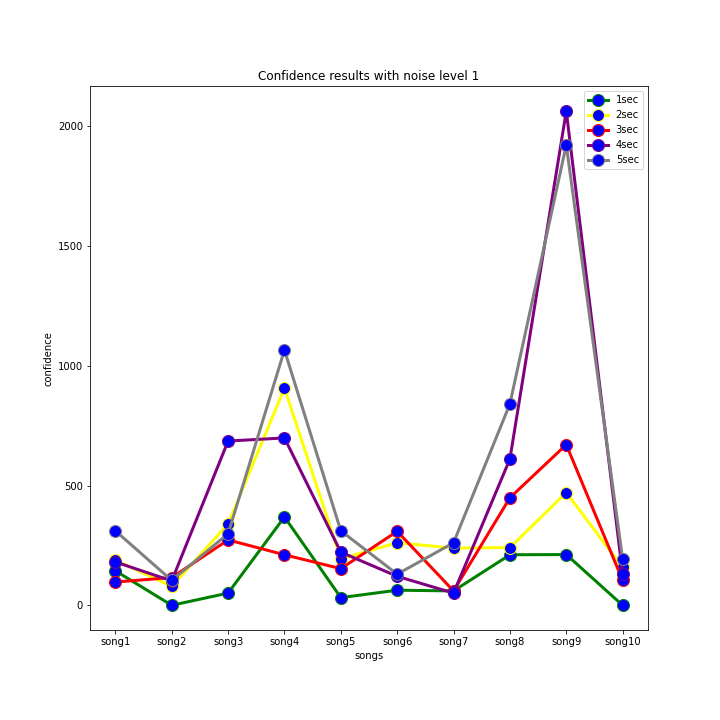 Confidence results with noise level 1
1sec
2sec
3sec
4sec
5sec
2000
1500
1000
500
0
confidence
song1 song2 song3 song4 song5 song6 song7 song8 song9 song10
songs